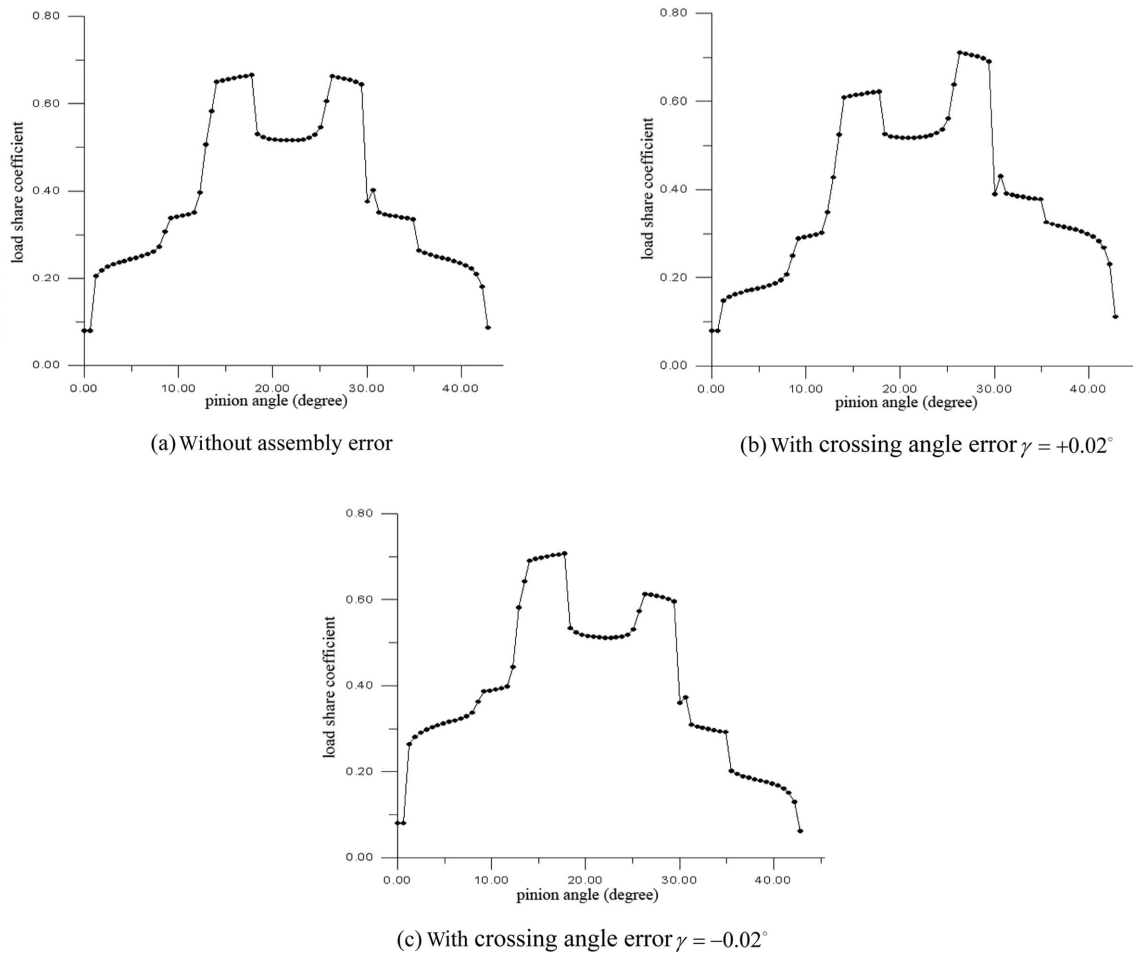 0.80
0.60
0.40
0.20
0.00
load share coefficient
0.00 10.00 20.00 30.00 40.00
pinion angle (degree)
(a) Without assembly error
0.80
0.60
0.40
0.20
0.00
load share coefficient
0.00 10.00 20.00 30.00 40.00
pinion angle (degree)
(b) With crossing angle error γ = +0.02°
0.80
0.60
0.40
0.20
0.00
load share coefficient
0.00 10.00 20.00 30.00 40.00
pinion angle (degree)
(c) With crossing angle error γ = −0.02°